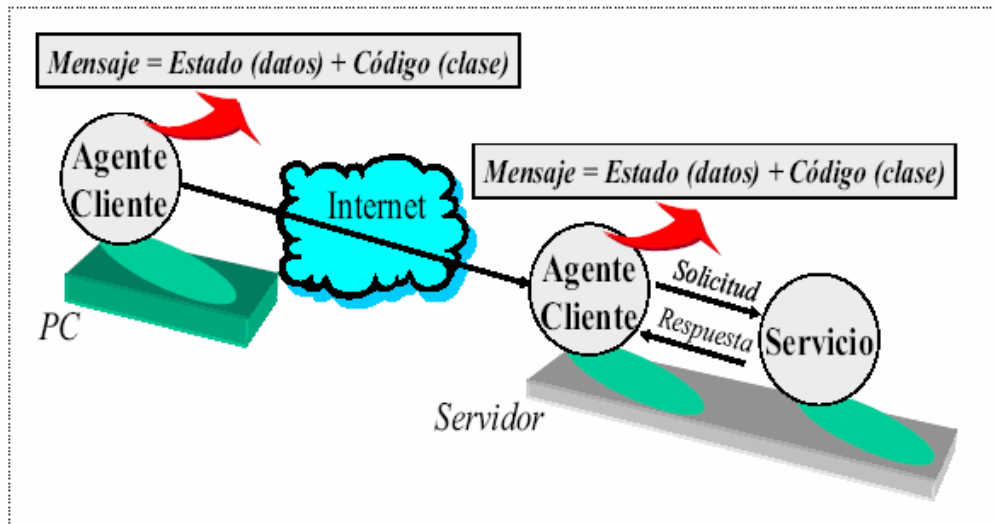 Mensaje = Estado (datos) + Código (clase)
Agente
Cliente
Internet
Mensaje = Estado (datos) + Código (clase)
Agente
Cliente
Solicitud
Respuesta
Servicio
PC
Servidor